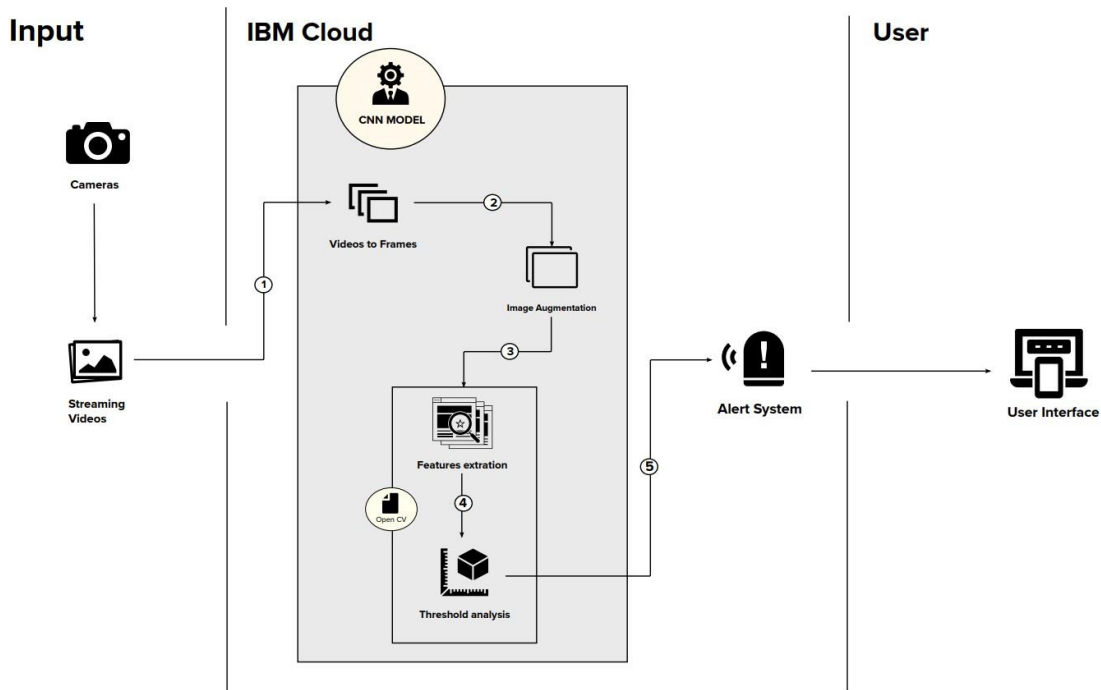 Input
IBM Cloud
User
CNN MODEL
Cameras
Videos to Frames
2
1
Image Augmentation
3
Streaming
Videos
Alert System
User Interface
Features extration
5
4
Open CV
Threshold analysis